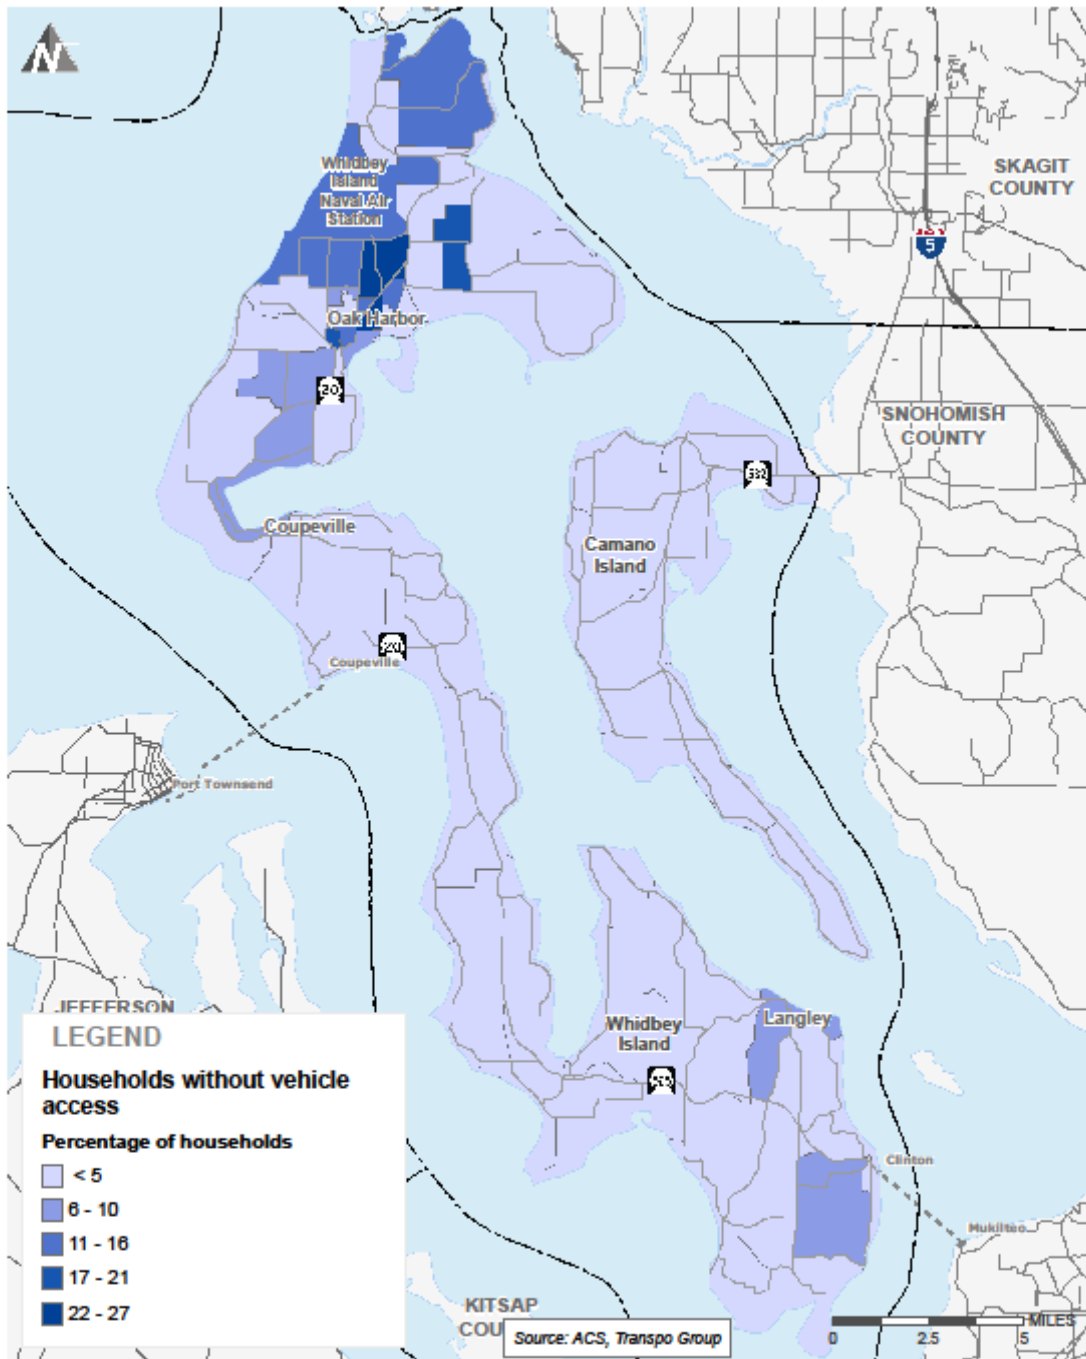 N
SKAGIT
COUNTY
5
Whidbey
Island
Naval Air
Station
Oak Harbor
20
SNOHOMISH
COUNTY
532
Coupeville
Camano
Island
20
Coupeville
Port Townsend
JEFFERSON
Whidbey
Island
Langley
525
Clinton
Mukilteo
LEGEND
Households without vehicle
access
Percentage of households
< 5
6 - 10
11 - 16
17 - 21
22 - 27
KITSAP
Source: ACS, Transpo Group
MILES
0 2.5 5